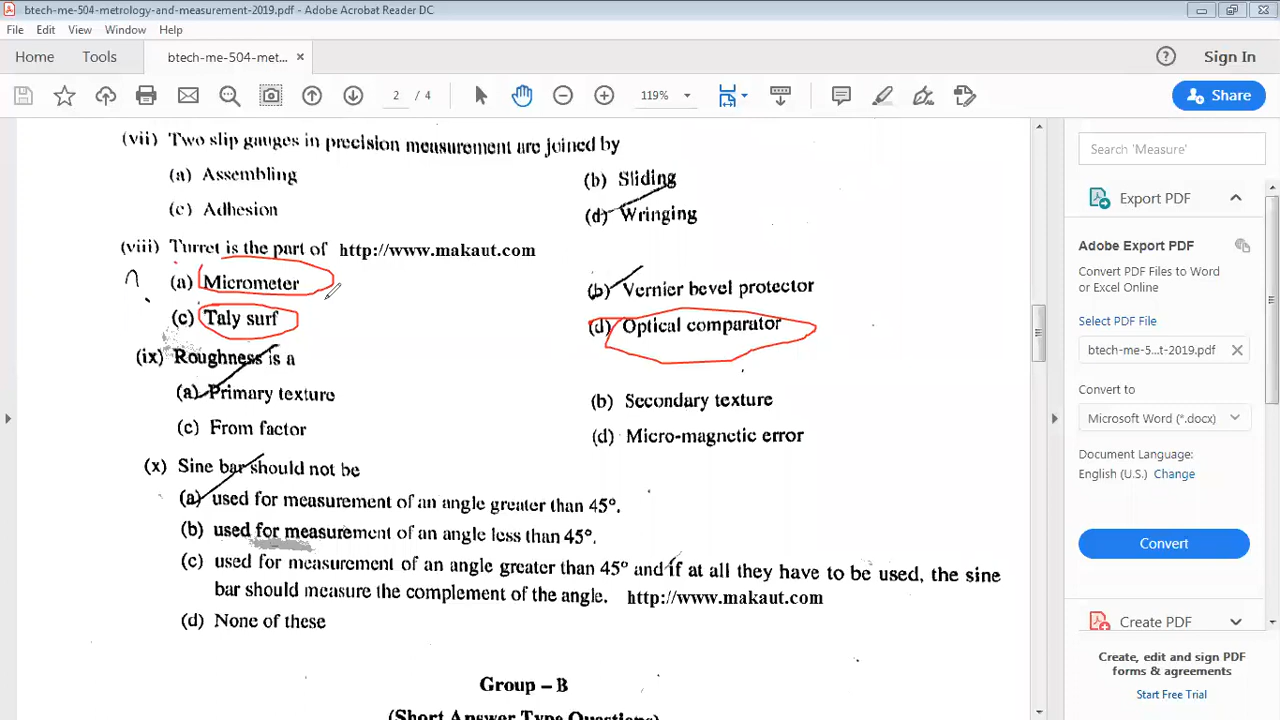 btech-me-504-metrology-and-measurement-2019.pdf - Adobe Acrobat Reader DC
File Edit View Window Help
Home Tools btech-me-504-met... × Sign In
2 / 4 119% Share
(vii) Two slip gauges in precision measurement are joined by
(a) Assembling (b) Sliding
(c) Adhesion (d) Wringing
(viii) Turret is the part of http://www.makaut.com
(a) Micrometer (b) Vernier bevel protector
(c) Taly surf (d) Optical comparator
(ix) Roughness is a
(a) Primary texture (b) Secondary texture
(c) From factor (d) Micro-magnetic error
(x) Sine bar should not be
(a) used for measurement of an angle greater than 45°.
(b) used for measurement of an angle less than 45°.
(c) used for measurement of an angle greater than 45° and if at all they have to be used, the sine
bar should measure the complement of the angle. http://www.makaut.com
(d) None of these
Group – B
(Short Answer Type Questions)
Search 'Measure'
Export PDF
Adobe Export PDF
Convert PDF Files to Word
or Excel Online
Select PDF File
btech-me-5...t-2019.pdf ×
Convert to
Microsoft Word (*.docx)
Document Language:
English (U.S.) Change
Convert
Create PDF
Create, edit and sign PDF
forms & agreements
Start Free Trial